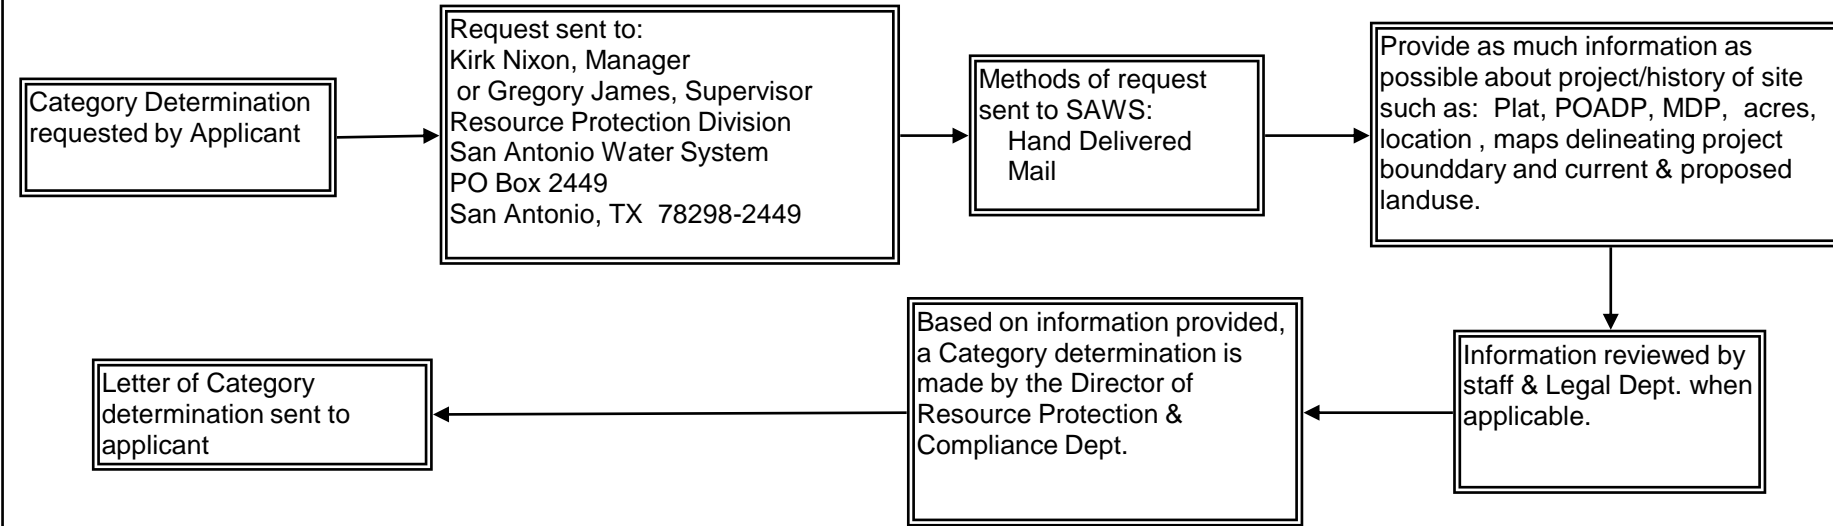 Category Determination
requested by Applicant
Request sent to:
Kirk Nixon, Manager
or Gregory James, Supervisor
Resource Protection Division
San Antonio Water System
PO Box 2449
San Antonio, TX  78298-2449
Methods of request
sent to SAWS:
Hand Delivered
Mail
Provide as much information as
possible about project/history of site
such as:  Plat, POADP, MDP,  acres,
location , maps delineating project
bounddary and current & proposed
landuse.
Information reviewed by
staff & Legal Dept. when
applicable.
Based on information provided,
a Category determination is
made by the Director of
Resource Protection &
Compliance Dept.
Letter of Category
determination sent to
applicant